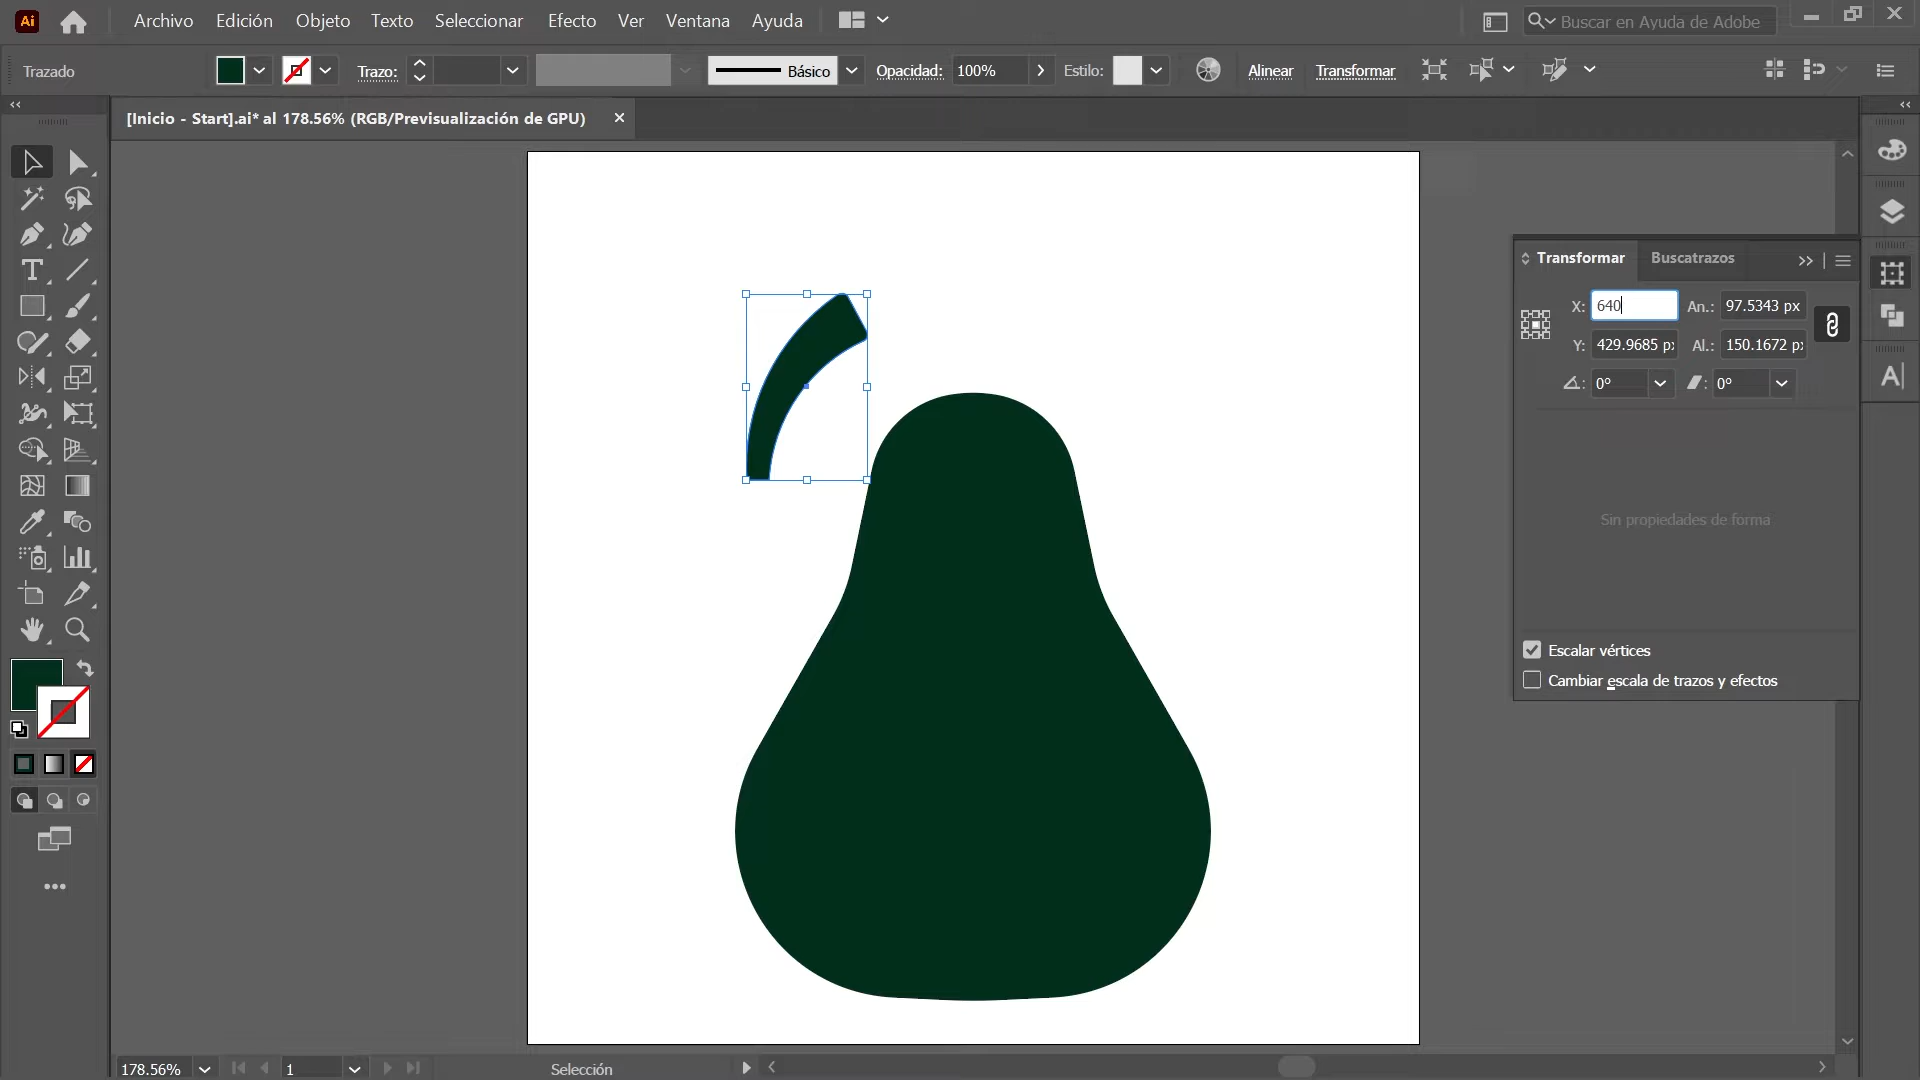 Ai Archivo Edición Objeto Texto Seleccionar Efecto Ver Ventana Ayuda Buscar en Ayuda de Adobe
Trazado Trazo: Básico Opacidad: 100% Estilo: Alinear Transformar
[Inicio - Start].ai* al 178.56% (RGB/Previsualización de GPU)
Transformar Buscatrazos
X: 640 An.: 97.5343 px
Y: 429.9685 px Al.: 150.1672 px
0° 0°
Sin propiedades de forma
Escalar vértices
Cambiar escala de trazos y efectos
178.56% 1 Selección